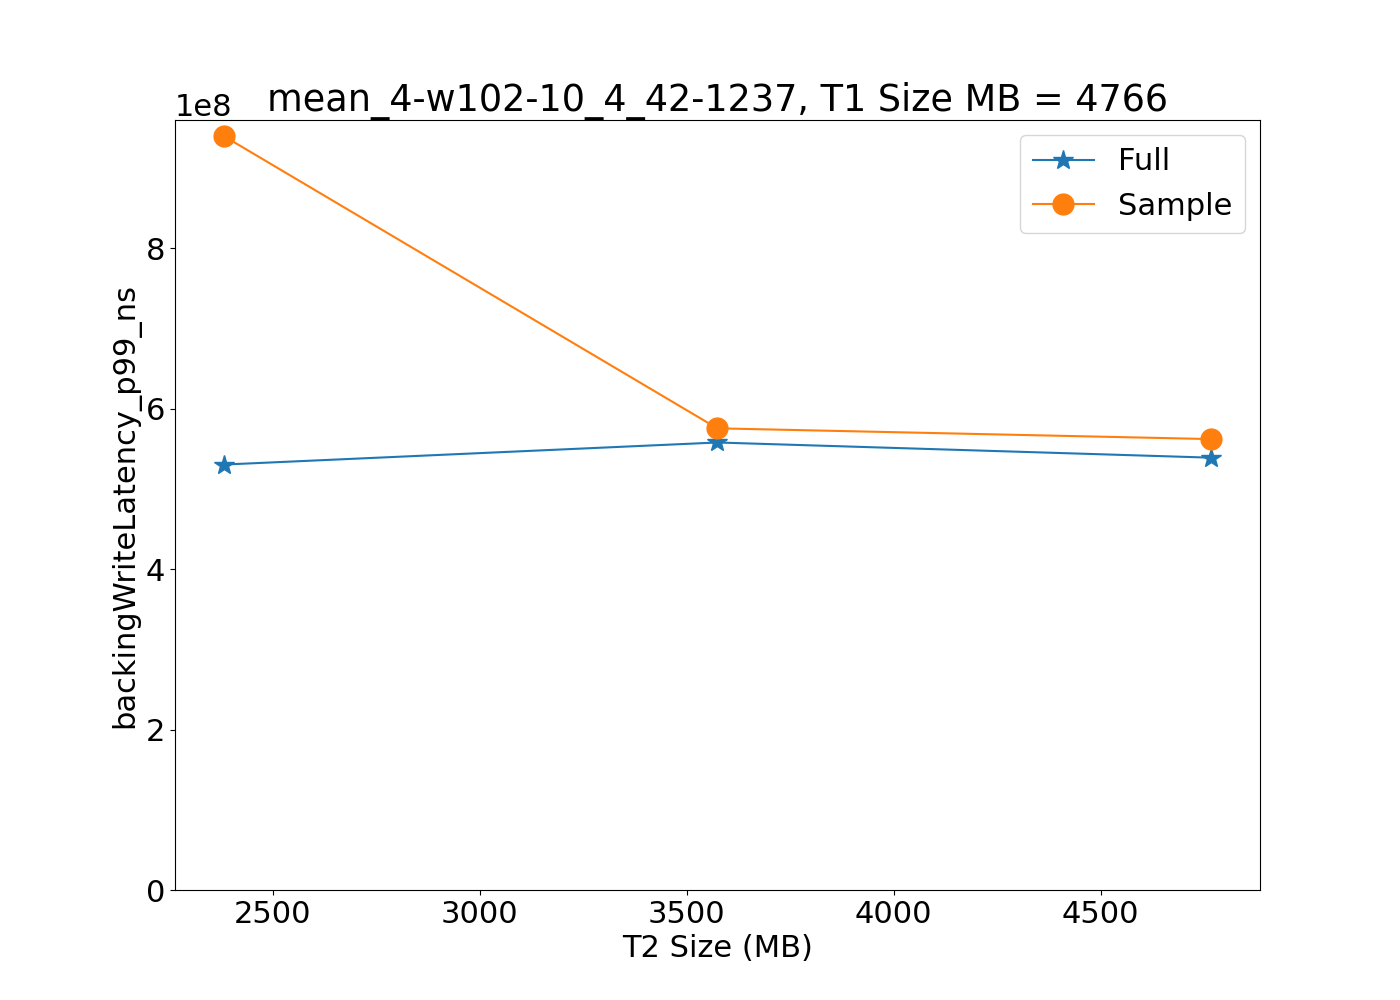 1e8
mean_4-w102-10_4_42-1237, T1 Size MB = 4766
Full
Sample
backingWriteLatency_p99_ns
8
6
4
2
0
2500 3000 3500 4000 4500
T2 Size (MB)